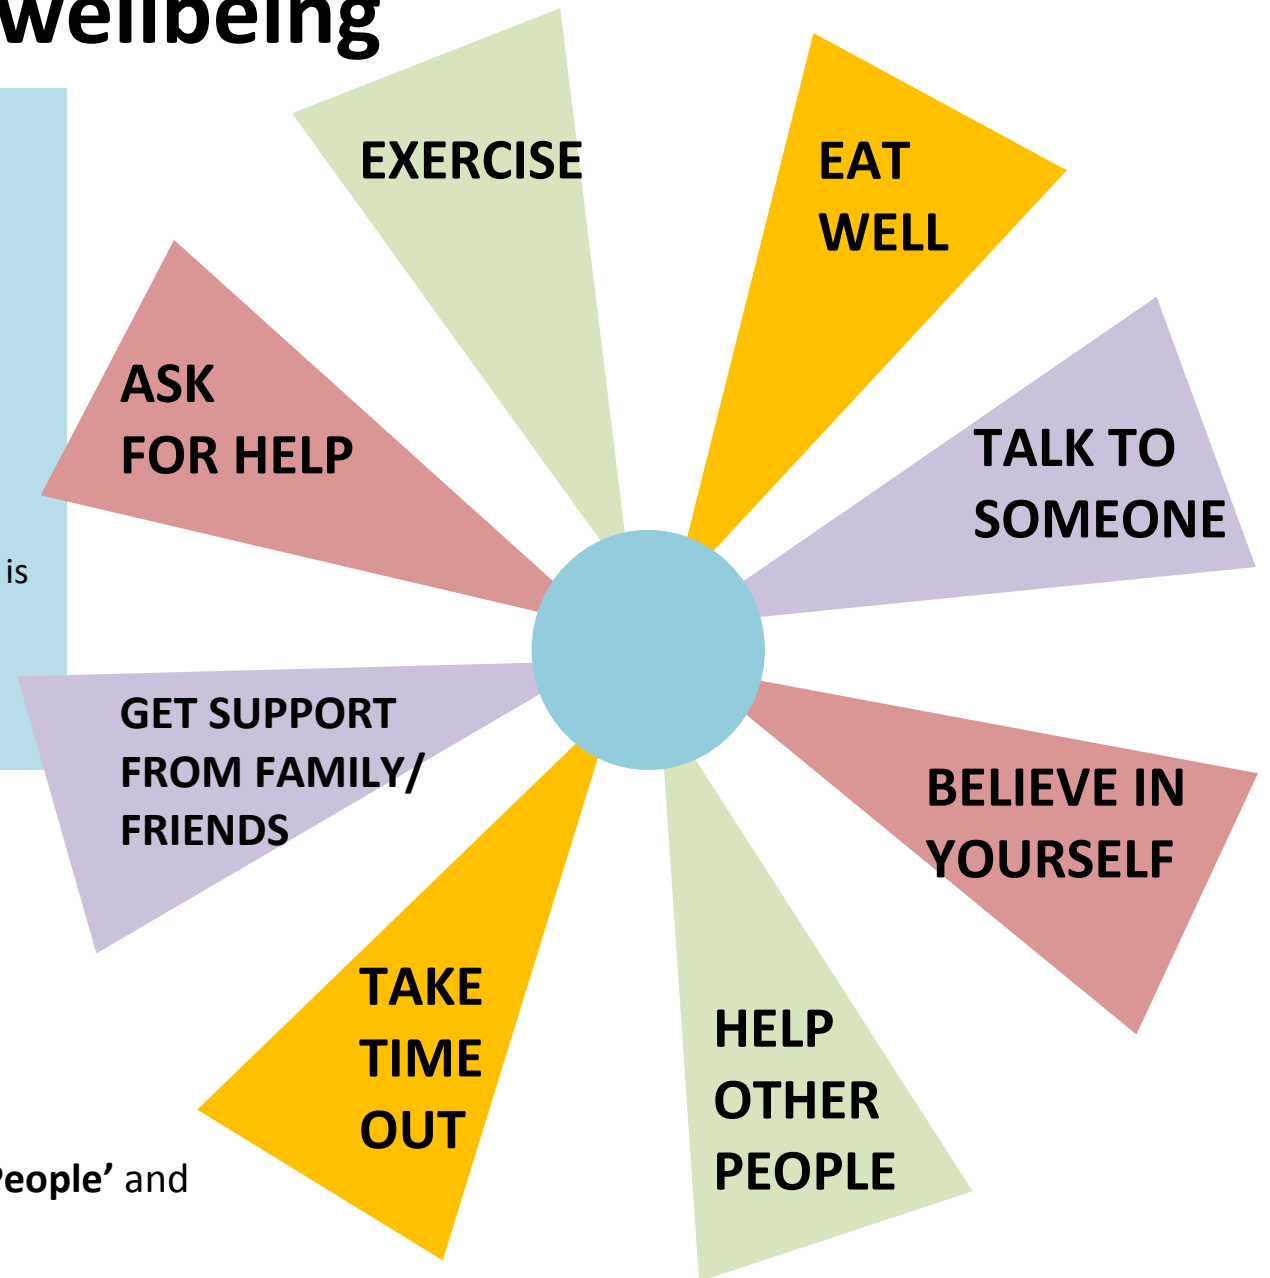 wellbeing
EXERCISE
EAT
WELL
ASK
FOR HELP
TALK TO
SOMEONE
is
GET SUPPORT
FROM FAMILY/
FRIENDS
BELIEVE IN
YOURSELF
TAKE
TIME
OUT
HELP
OTHER
PEOPLE
People’ and